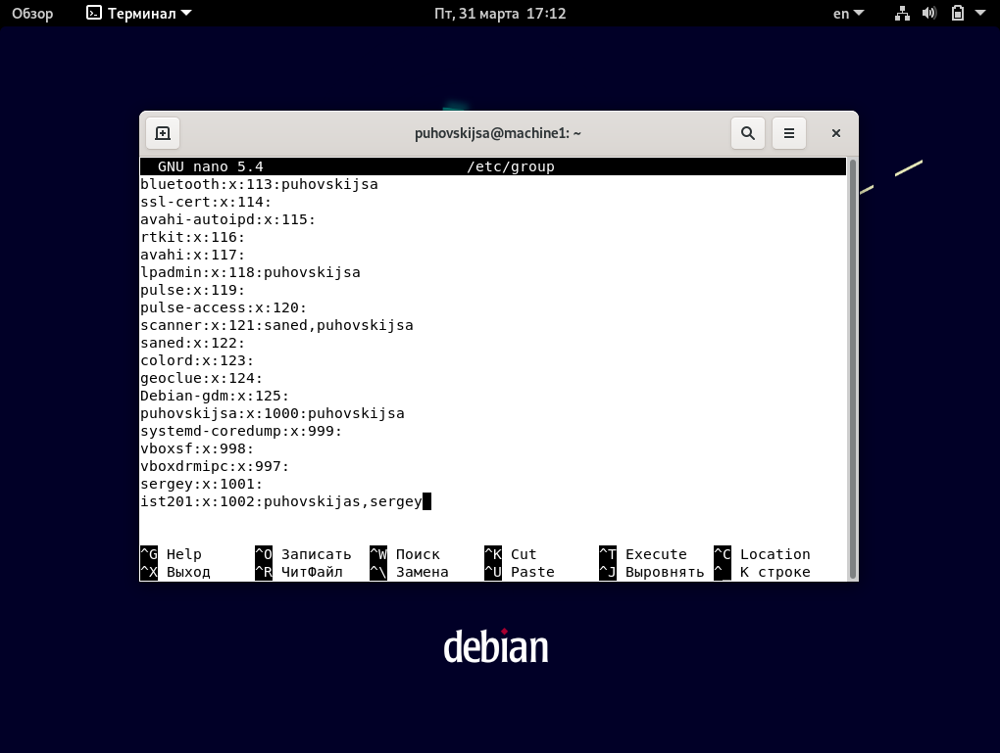 Обзор Терминал Пт, 31 марта 17:12 en
puhovskijsa@machine1: ~
GNU nano 5.4 /etc/group
bluetooth:x:113:puhovskijsa
ssl-cert:x:114:
avahi-autoipd:x:115:
rtkit:x:116:
avahi:x:117:
lpadmin:x:118:puhovskijsa
pulse:x:119:
pulse-access:x:120:
scanner:x:121:saned,puhovskijsa
saned:x:122:
colord:x:123:
geoclue:x:124:
Debian-gdm:x:125:
puhovskijsa:x:1000:puhovskijsa
systemd-coredump:x:999:
vboxsf:x:998:
vboxdrmipc:x:997:
sergey:x:1001:
ist201:x:1002:puhovskijas,sergey
^G Help ^O Записать ^W Поиск ^K Cut ^T Execute ^C Location
^X Выход ^R ЧитФайл ^\ Замена ^U Paste ^J Выровнять ^_ К строке
debian